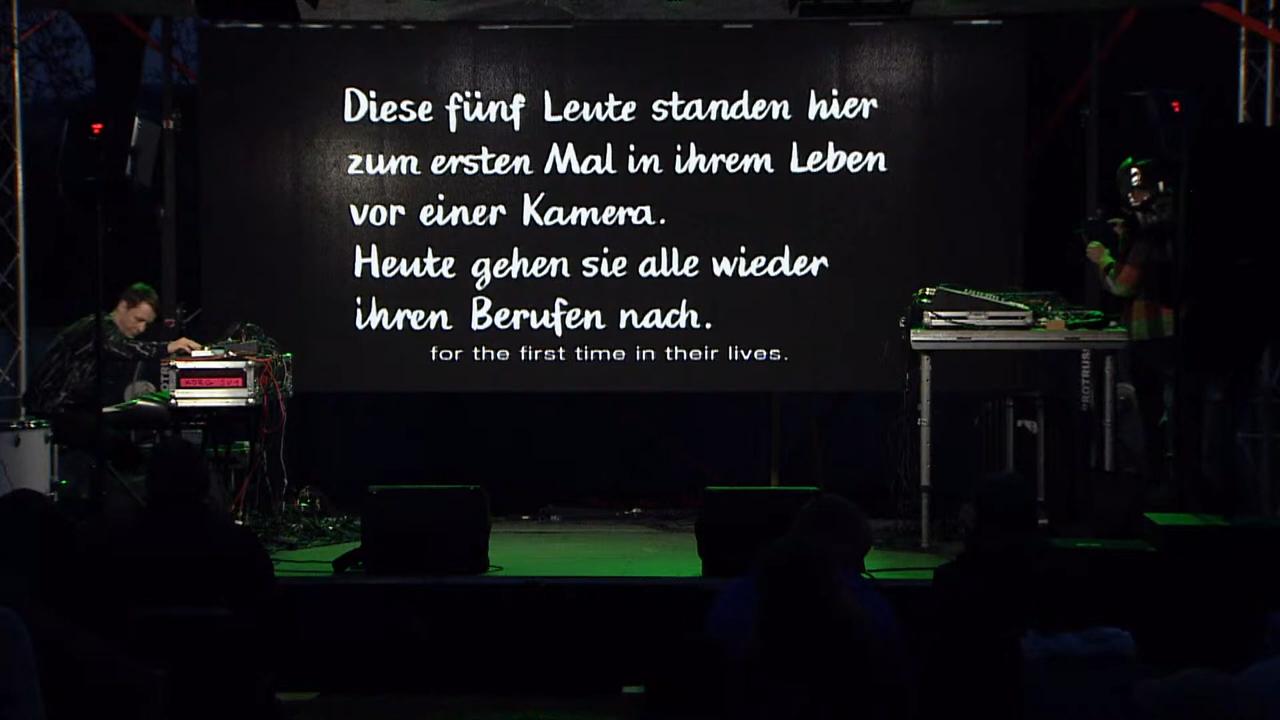 Diese fünf Leute standen hier
zum ersten Mal in ihrem Leben
vor einer Kamera.
Heute gehen sie alle wieder
ihren Berufen nach.
for the first time in their lives.